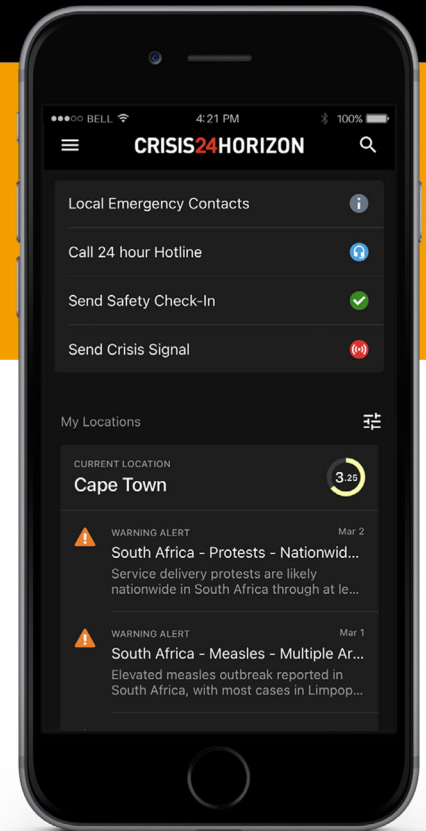 BELL 4:21 PM 100%
CRISIS24HORIZON
Local Emergency Contacts
Call 24 hour Hotline
Send Safety Check-In
Send Crisis Signal
My Locations
CURRENT LOCATION
Cape Town
3.25
WARNING ALERT Mar 2
South Africa - Protests - Nationwid...
Service delivery protests are likely
nationwide in South Africa through at le...
WARNING ALERT Mar 1
South Africa - Measles - Multiple Ar...
Elevated measles outbreak reported in
South Africa, with most cases in Limpop...